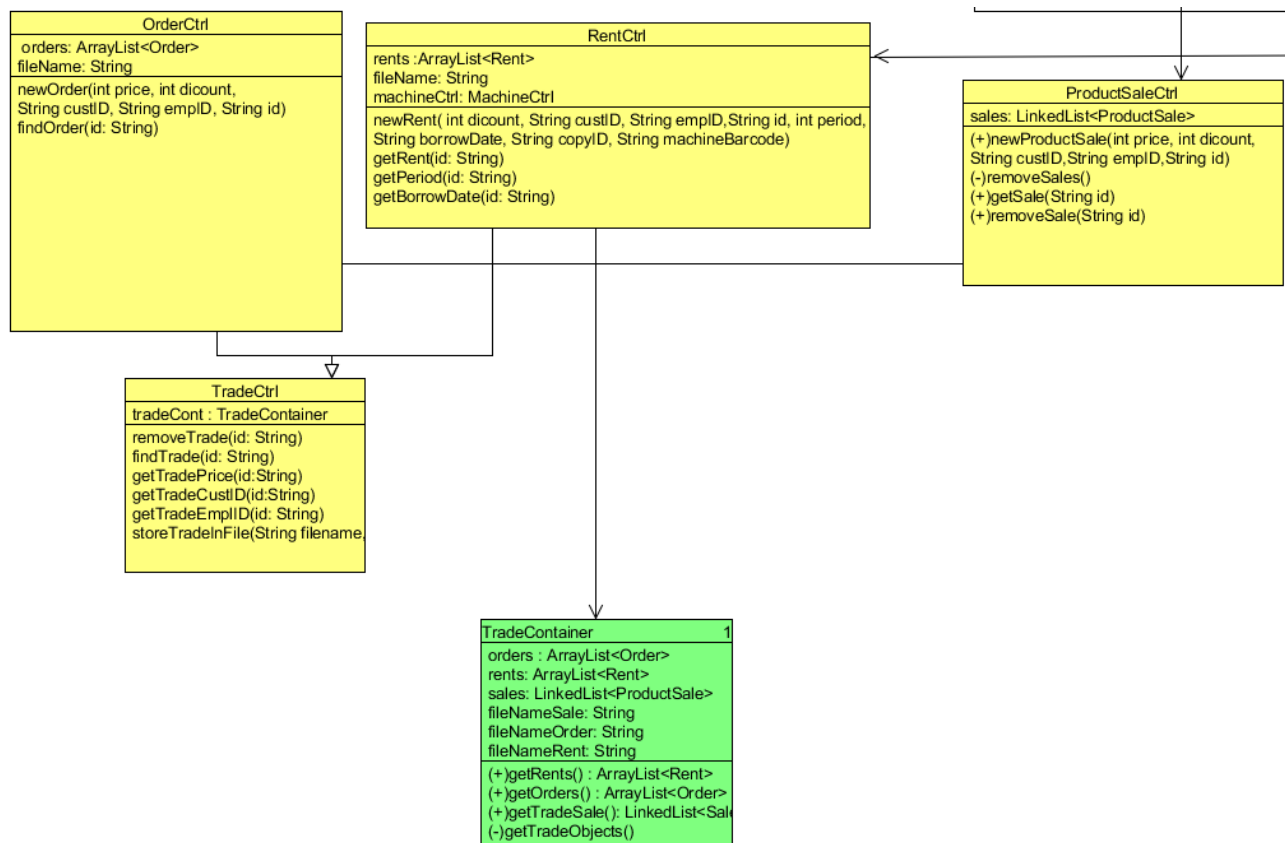 OrderCtrl
orders: ArrayList<Order>
fileName: String
newOrder(int price, int dicount,
String custID, String empID, String id)
findOrder(id: String)
RentCtrl
rents :ArrayList<Rent>
fileName: String
machineCtrl: MachineCtrl
newRent( int dicount, String custID, String empID,String id, int period,
String borrowDate, String copyID, String machineBarcode)
getRent(id: String)
getPeriod(id: String)
getBorrowDate(id: String)
ProductSaleCtrl
sales: LinkedList<ProductSale>
(+)newProductSale(int price, int dicount,
String custID,String empID,String id)
(-)removeSales()
(+)getSale(String id)
(+)removeSale(String id)
TradeCtrl
tradeCont : TradeContainer
removeTrade(id: String)
findTrade(id: String)
getTradePrice(id:String)
getTradeCustID(id:String)
getTradeEmplID(id: String)
storeTradeInFile(String filename,
TradeContainer 1
orders : ArrayList<Order>
rents: ArrayList<Rent>
sales: LinkedList<ProductSale>
fileNameSale: String
fileNameOrder: String
fileNameRent: String
(+)getRents() : ArrayList<Rent>
(+)getOrders() : ArrayList<Order>
(+)getTradeSale(): LinkedList<Sale
(-)getTradeObjects()